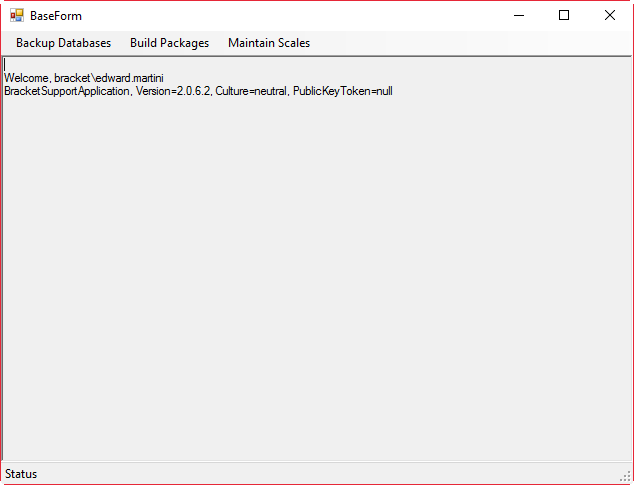 BaseForm
Backup Databases Build Packages Maintain Scales
Welcome, bracket\edward.martini
BracketSupportApplication, Version=2.0.6.2, Culture=neutral, PublicKeyToken=null
Status